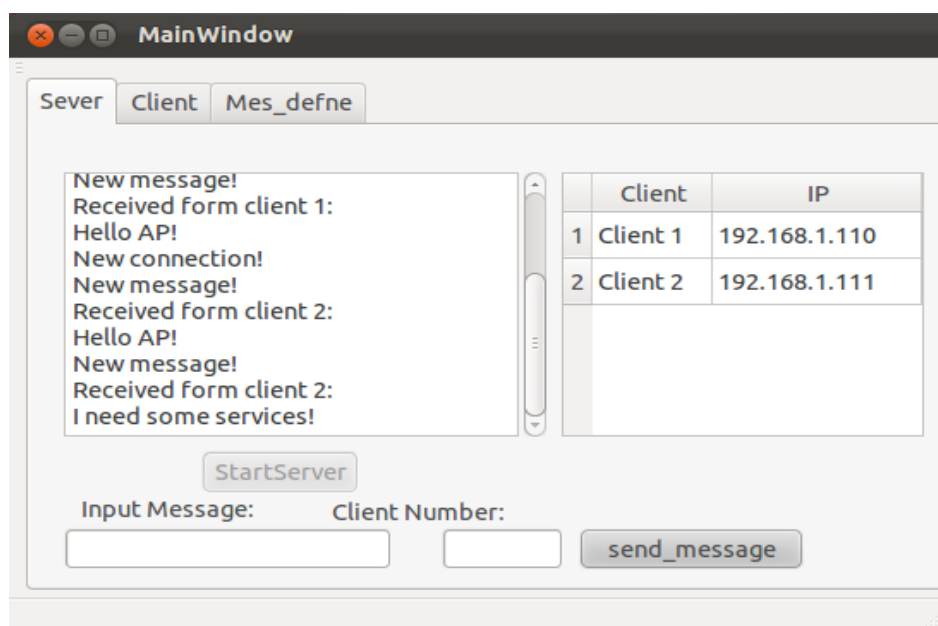 MainWindow
Sever Client Mes_defne
New message!
Received form client 1:
Hello AP!
New connection!
New message!
Received form client 2:
Hello AP!
New message!
Received form client 2:
I need some services!
Client IP
1 Client 1 192.168.1.110
2 Client 2 192.168.1.111
StartServer
Input Message: Client Number:
send_message